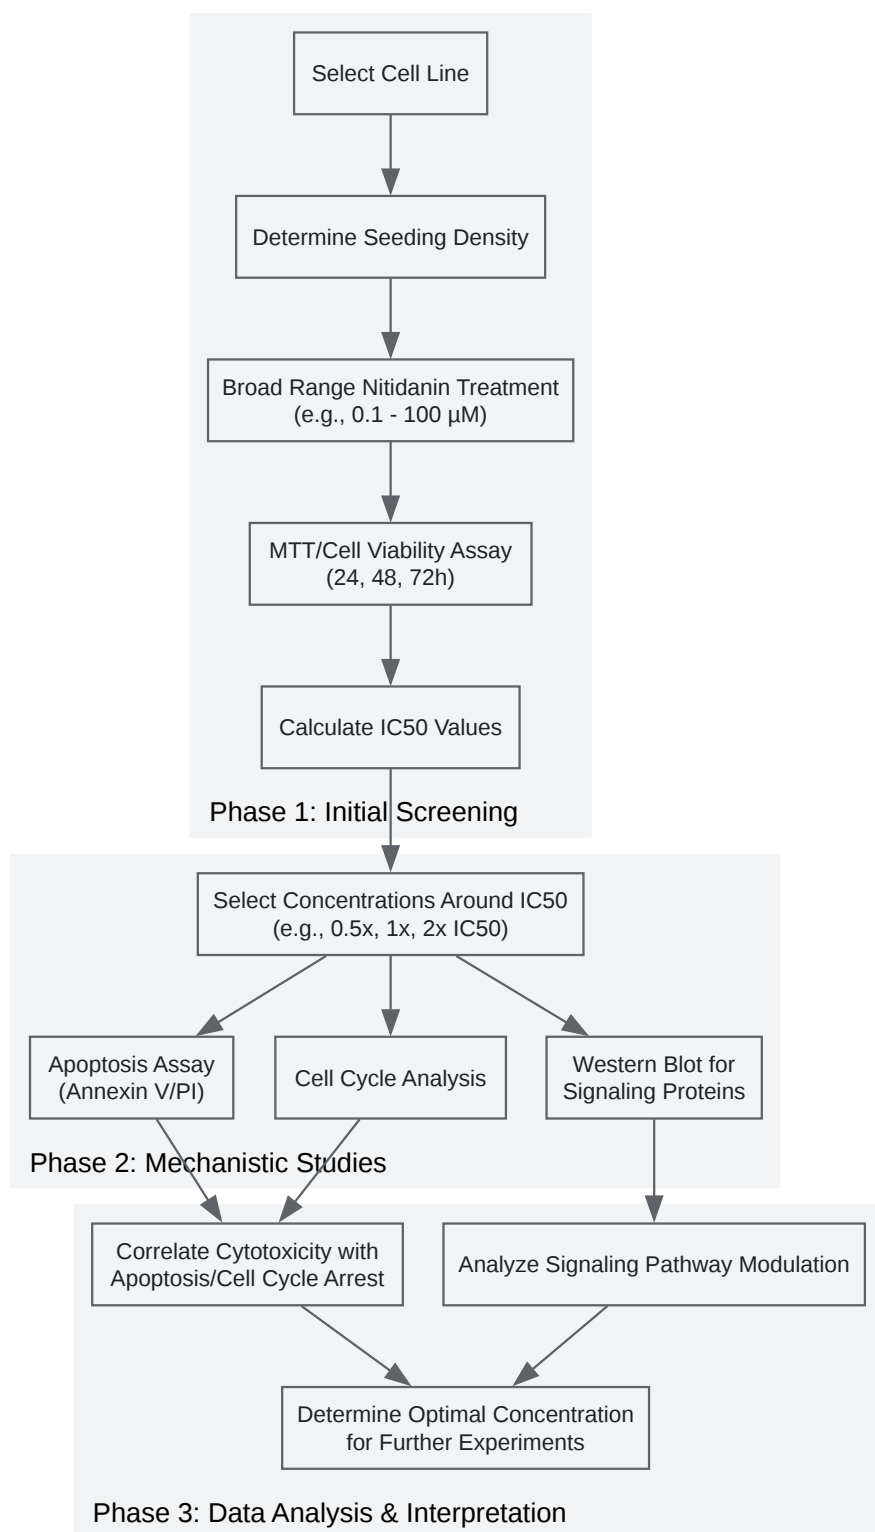 Select Cell Line
Determine Seeding Density
Broad Range Nitidanin Treatment
(e.g., 0.1 - 100 µM)
MTT/Cell Viability Assay
(24, 48, 72h)
Calculate IC50 Values
Phase 1: Initial Screening
Select Concentrations Around IC50
(e.g., 0.5x, 1x, 2x IC50)
Apoptosis Assay
(Annexin V/PI)
Cell Cycle Analysis
Western Blot for
Signaling Proteins
Phase 2: Mechanistic Studies
Correlate Cytotoxicity with
Apoptosis/Cell Cycle Arrest
Analyze Signaling Pathway Modulation
Determine Optimal Concentration
for Further Experiments
Phase 3: Data Analysis & Interpretation